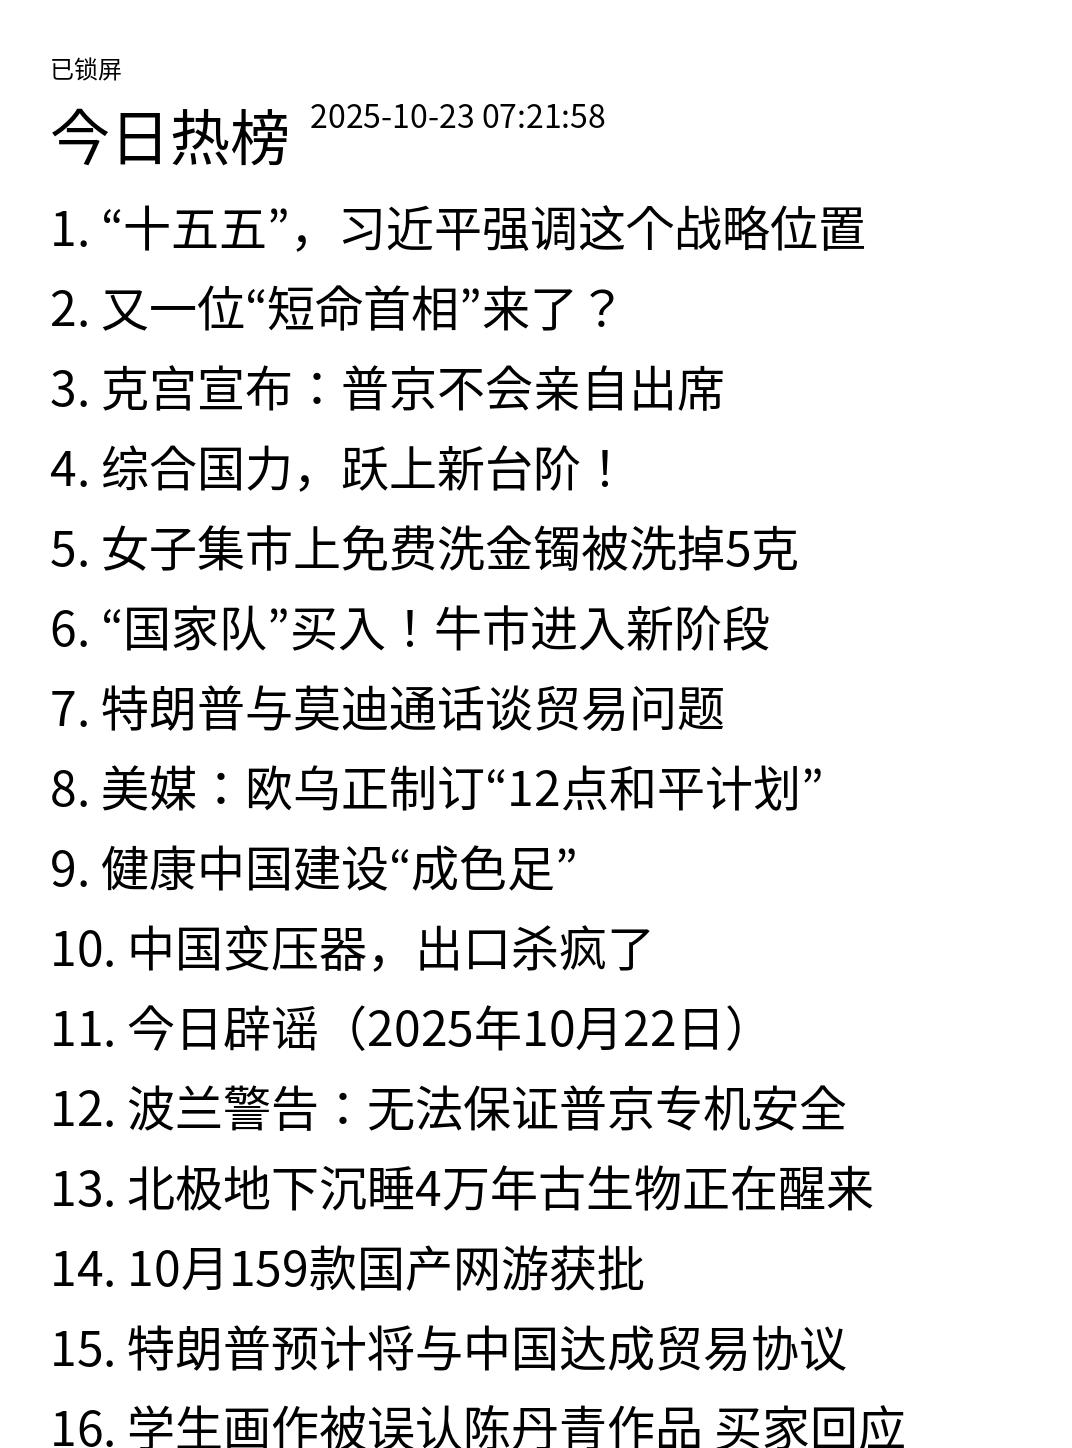 已锁屏
今日热榜 2025-10-23 07:21:58
1. “十五五”，习近平强调这个战略位置
2. 又一位“短命首相”来了？
3. 克宫宣布：普京不会亲自出席
4. 综合国力，跃上新台阶！
5. 女子集市上免费洗金镯被洗掉5克
6. “国家队”买入！牛市进入新阶段
7. 特朗普与莫迪通话谈贸易问题
8. 美媒：欧乌正制订“12点和平计划”
9. 健康中国建设“成色足”
10. 中国变压器，出口杀疯了
11. 今日辟谣（2025年10月22日）
12. 波兰警告：无法保证普京专机安全
13. 北极地下沉睡4万年古生物正在醒来
14. 10月159款国产网游获批
15. 特朗普预计将与中国达成贸易协议
16. 学生画作被误认陈丹青作品 买家回应